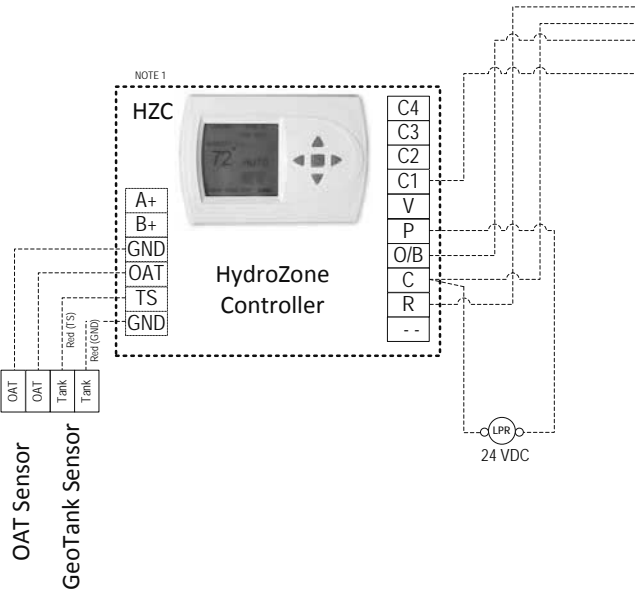 NOTE 1
HZC
72°
AUTO
C4
C3
C2
C1
V
P
O/B
C
R
- -
A+
B+
GND
OAT
TS
GND
HydroZone
Controller
Red (TS)
Red (GND)
OAT
OAT
Tank
Tank
OAT Sensor
GeoTank Sensor
LPR
24 VDC